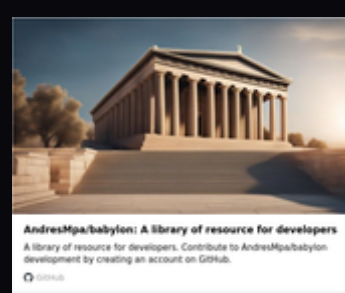 AndresMpa/babylon: A library of resource for developers
A library of resource for developers. Contribute to AndresMpa/babylon
development by creating an account on GitHub.
GitHub